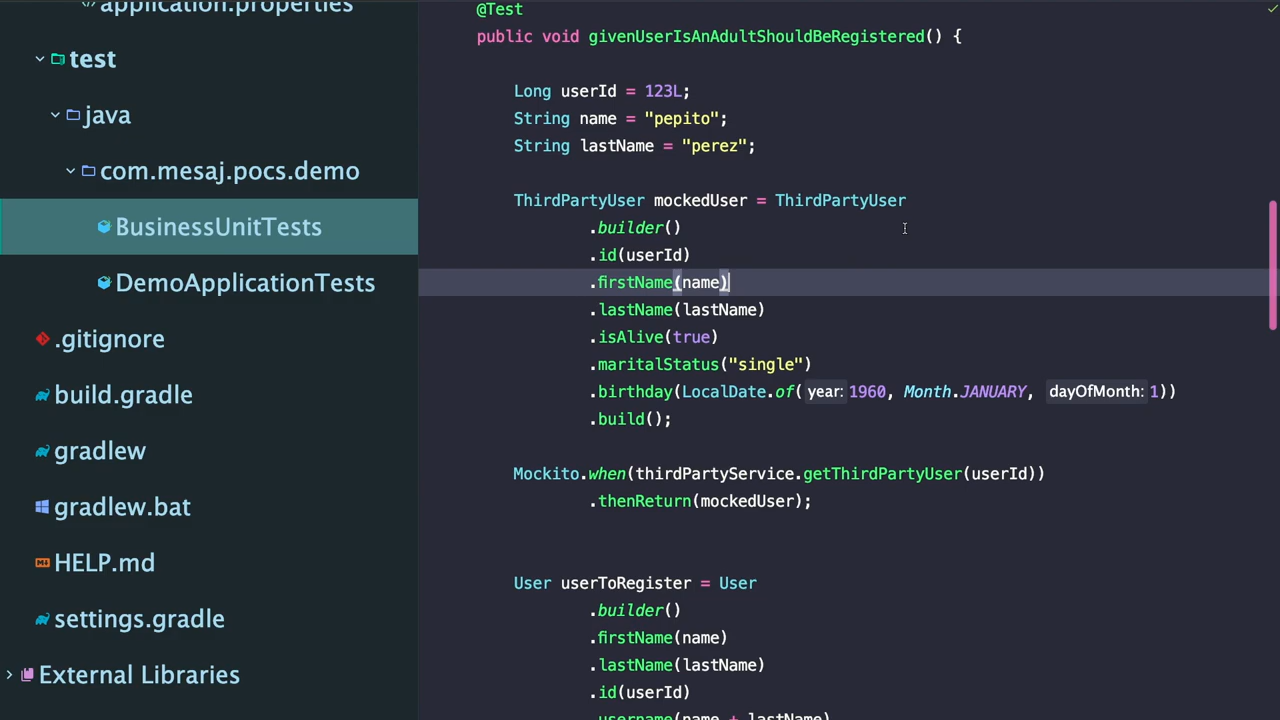 application.properties
test
java
com.mesaj.pocs.demo
BusinessUnitTests
DemoApplicationTests
.gitignore
build.gradle
gradlew
gradlew.bat
HELP.md
settings.gradle
External Libraries
@Test
public void givenUserIsAnAdultShouldBeRegistered() {
Long userId = 123L;
String name = "pepito";
String lastName = "perez";
ThirdPartyUser mockedUser = ThirdPartyUser
.builder()
.id(userId)
.firstName(name)
.lastName(lastName)
.isAlive(true)
.maritalStatus("single")
.birthday(LocalDate.of( year: 1960, Month.JANUARY, dayOfMonth: 1))
.build();
Mockito.when(thirdPartyService.getThirdPartyUser(userId))
.thenReturn(mockedUser);
User userToRegister = User
.builder()
.firstName(name)
.lastName(lastName)
.id(userId)
.username(name + lastName)